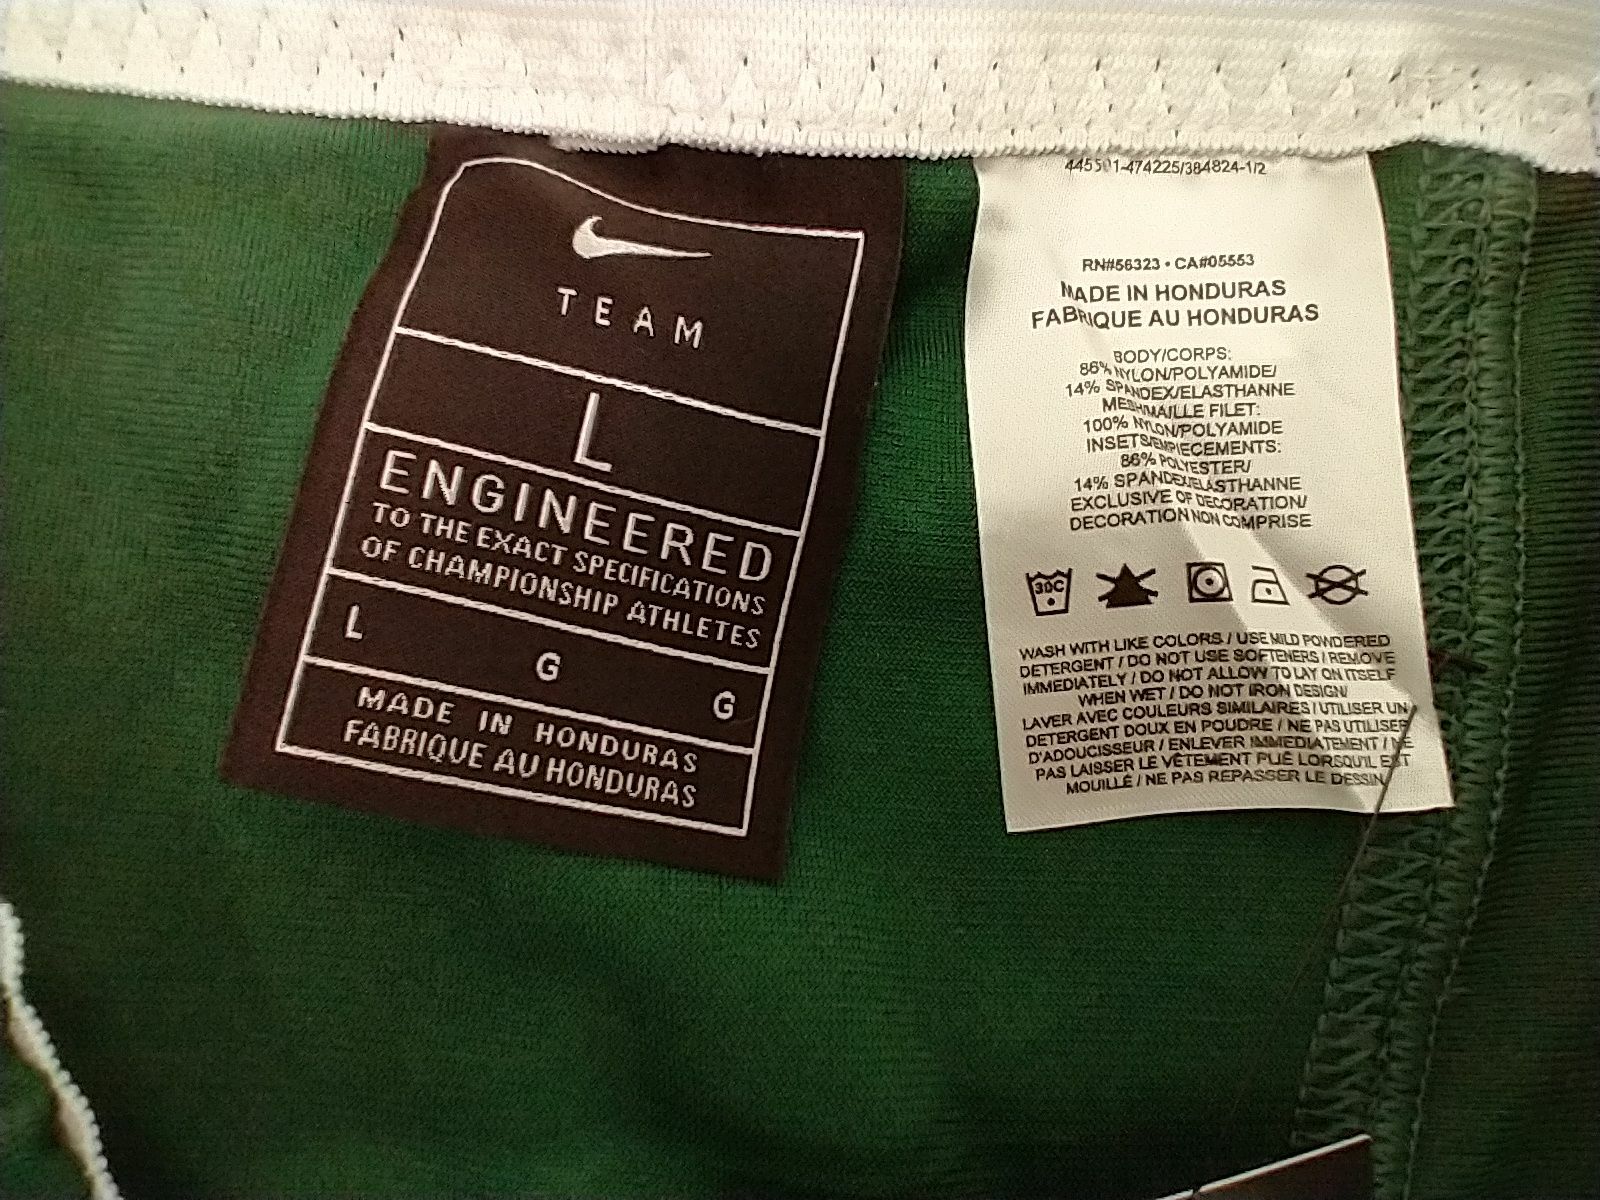 TEAM
L
ENGINEERED
TO THE EXACT SPECIFICATIONS
OF CHAMPIONSHIP ATHLETES
L G G
MADE IN HONDURAS
FABRIQUE AU HONDURAS
445501-474225/384824-1/2
RN#56323 • CA#05553
MADE IN HONDURAS
FABRIQUE AU HONDURAS
BODY/CORPS:
86% NYLON/POLYAMIDE/
14% SPANDEX/ELASTHANNE
MESH/MAILLE FILET:
100% NYLON/POLYAMIDE
INSETS/EMPIECEMENTS:
86% POLYESTER/
14% SPANDEX/ELASTHANNE
EXCLUSIVE OF DECORATION/
DECORATION NON COMPRISE
30C
WASH WITH LIKE COLORS / USE MILD POWDERED
DETERGENT / DO NOT USE SOFTENERS / REMOVE
IMMEDIATELY / DO NOT ALLOW TO LAY ON ITSELF
WHEN WET / DO NOT IRON DESIGN/
LAVER AVEC COULEURS SIMILAIRES / UTILISER UN
DETERGENT DOUX EN POUDRE / NE PAS UTILISER
D'ADOUCISSEUR / ENLEVER IMMEDIATEMENT / NE
PAS LAISSER LE VÊTEMENT PLIÉ LORSQU'IL EST
MOUILLÉ / NE PAS REPASSER LE DESSIN